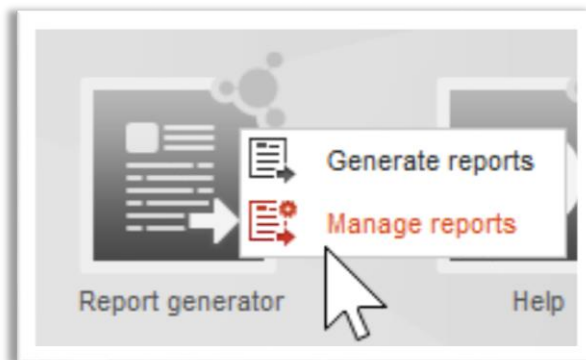 Generate reports
Manage reports
Report generator
Help